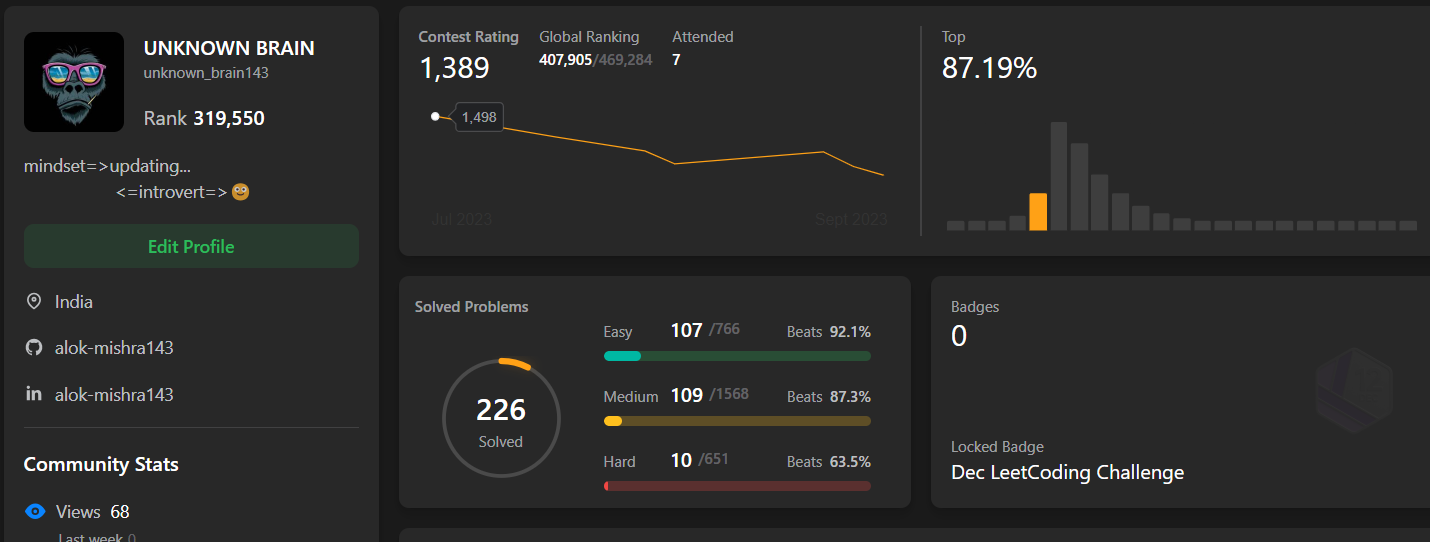 UNKNOWN BRAIN
unknown_brain143
Rank 319,550
mindset=>updating...
<=introvert=>
Edit Profile
India
alok-mishra143
in alok-mishra143
Community Stats
Views 68
Last week 0
Contest Rating
1,389
Global Ranking
407,905/469,284
Attended
7
1,498
Jul 2023
Sept 2023
Top
87.19%
Solved Problems
226
Solved
Easy 107 /766 Beats 92.1%
Medium 109 /1568 Beats 87.3%
Hard 10 /651 Beats 63.5%
Badges
0
Locked Badge
Dec LeetCoding Challenge